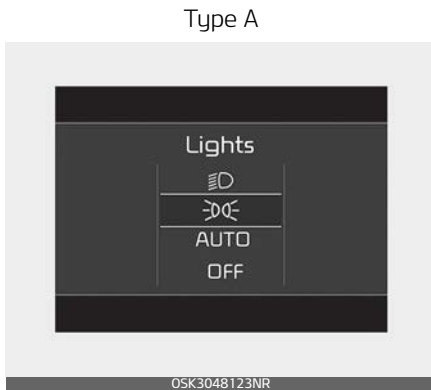 Type A
Lights
AUTO
OFF
OSK3048123NR